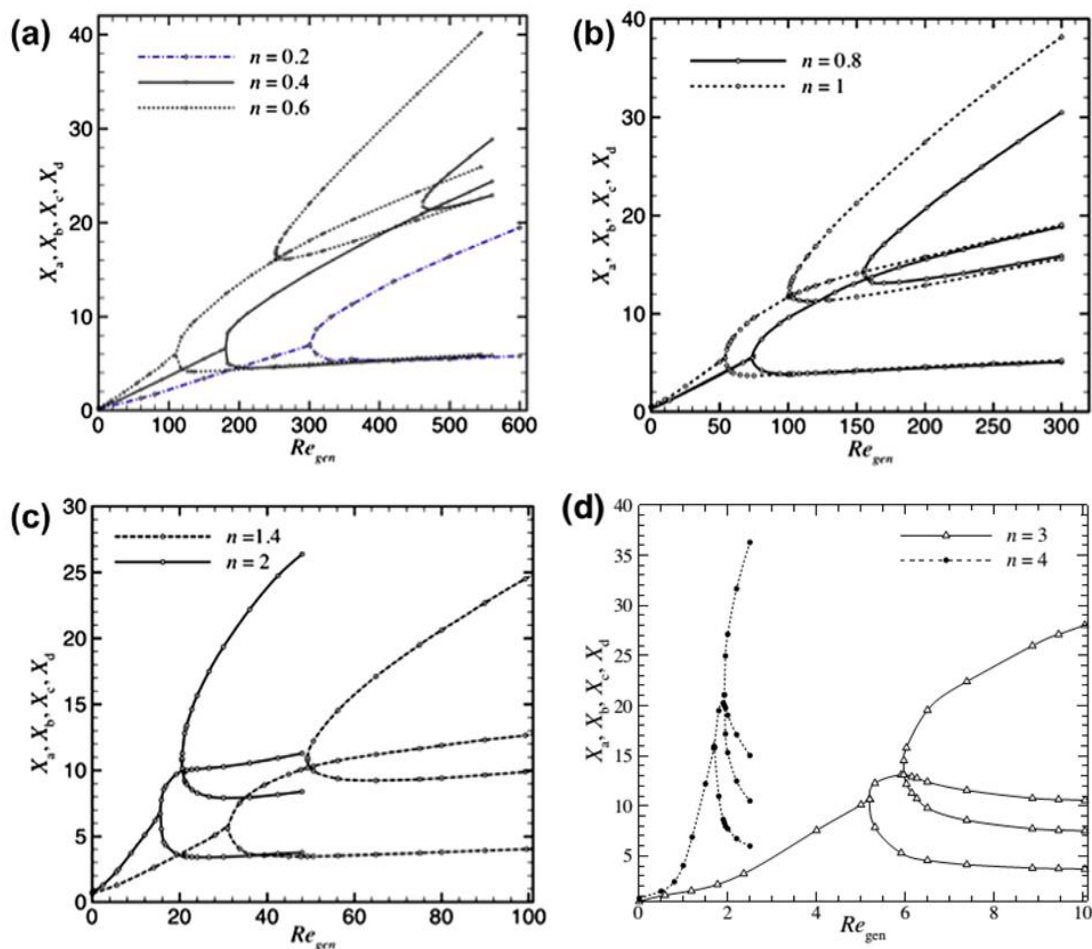 (a)
n = 0.2
n = 0.4
n = 0.6
40
30
20
10
0
Xa, Xb, Xc, Xd
0 100 200 300 400 500 600
Regen
(b)
n = 0.8
n = 1
40
30
20
10
0
Xa, Xb, Xc, Xd
0 50 100 150 200 250 300
Regen
(c)
n =1.4
n = 2
30
25
20
15
10
5
0
Xa, Xb, Xc, Xd
0 20 40 60 80 100
Regen
(d)
n = 3
n = 4
40
35
30
25
20
15
10
5
Xa, Xb, Xc, Xd
0 2 4 6 8 10
Regen